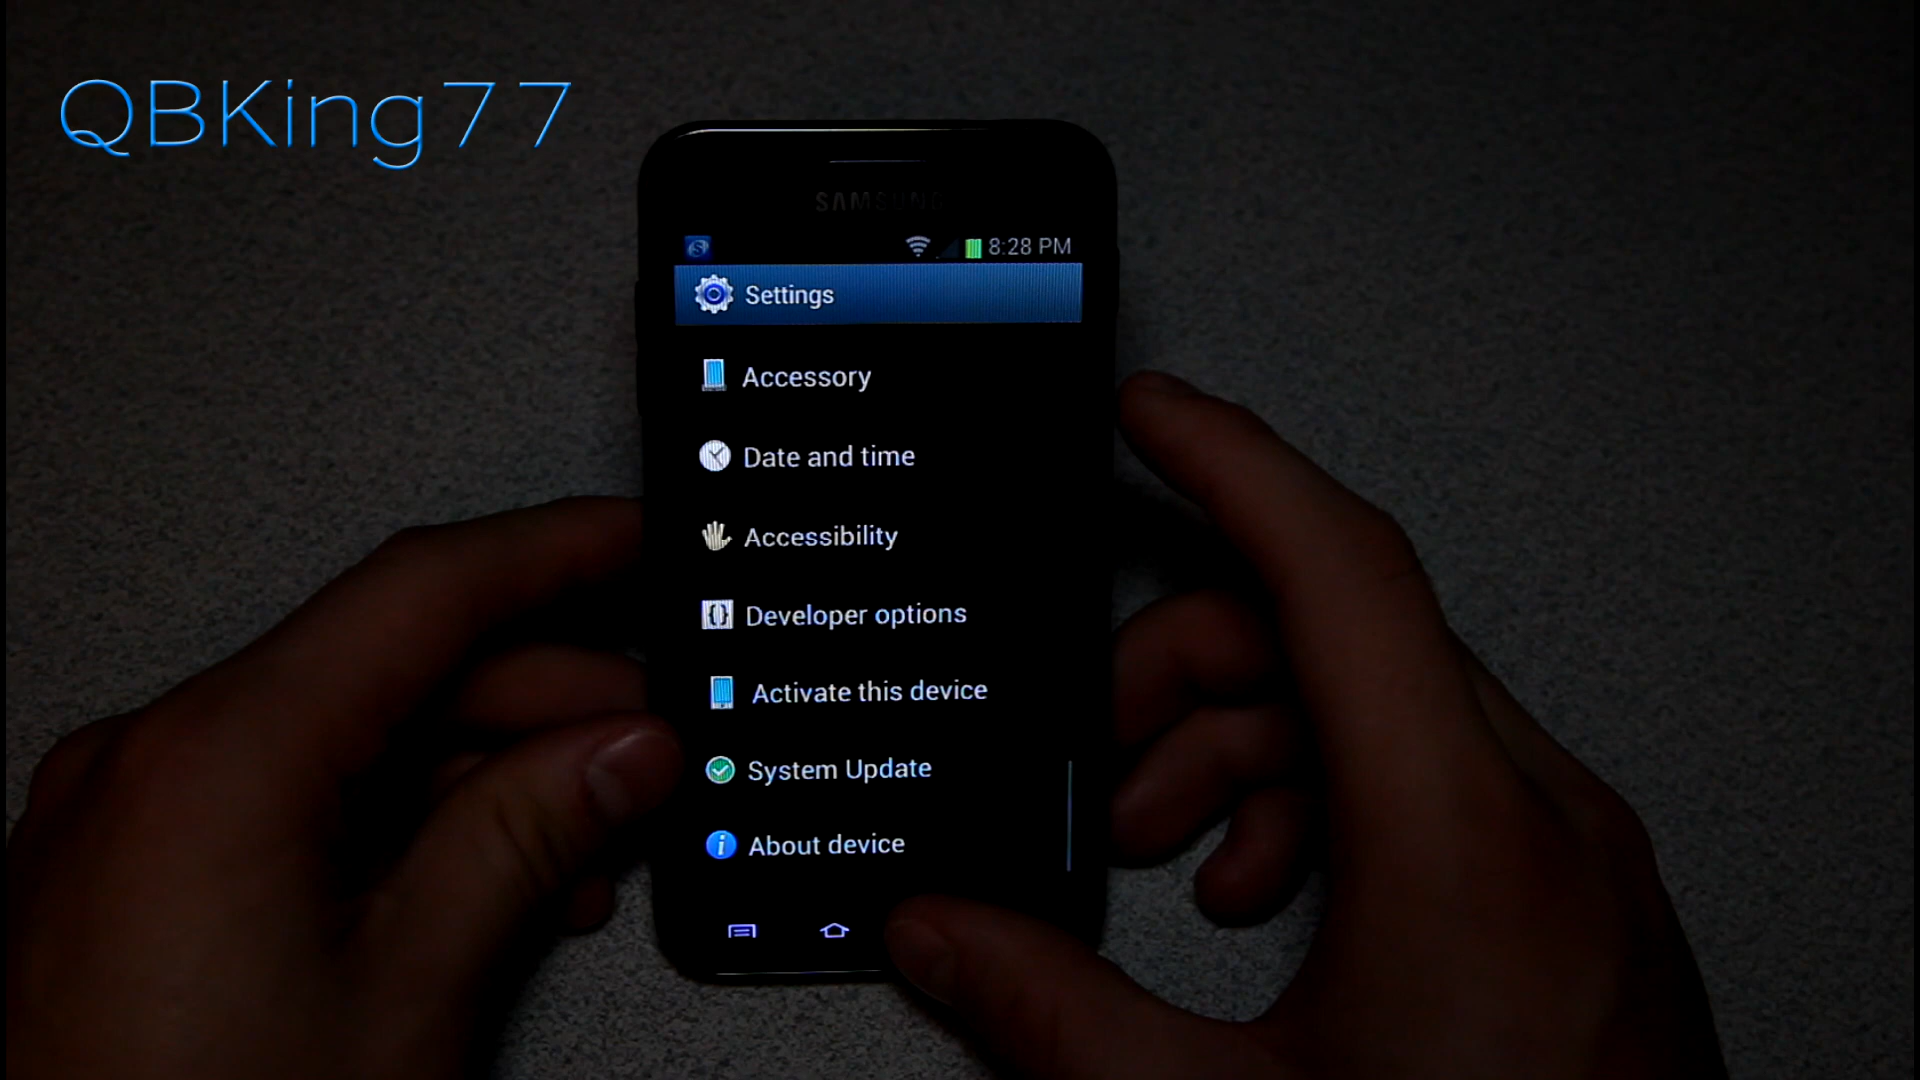 QBKing77
SAMSUNG
8:28 PM
Settings
Accessory
Date and time
Accessibility
Developer options
Activate this device
System Update
About device